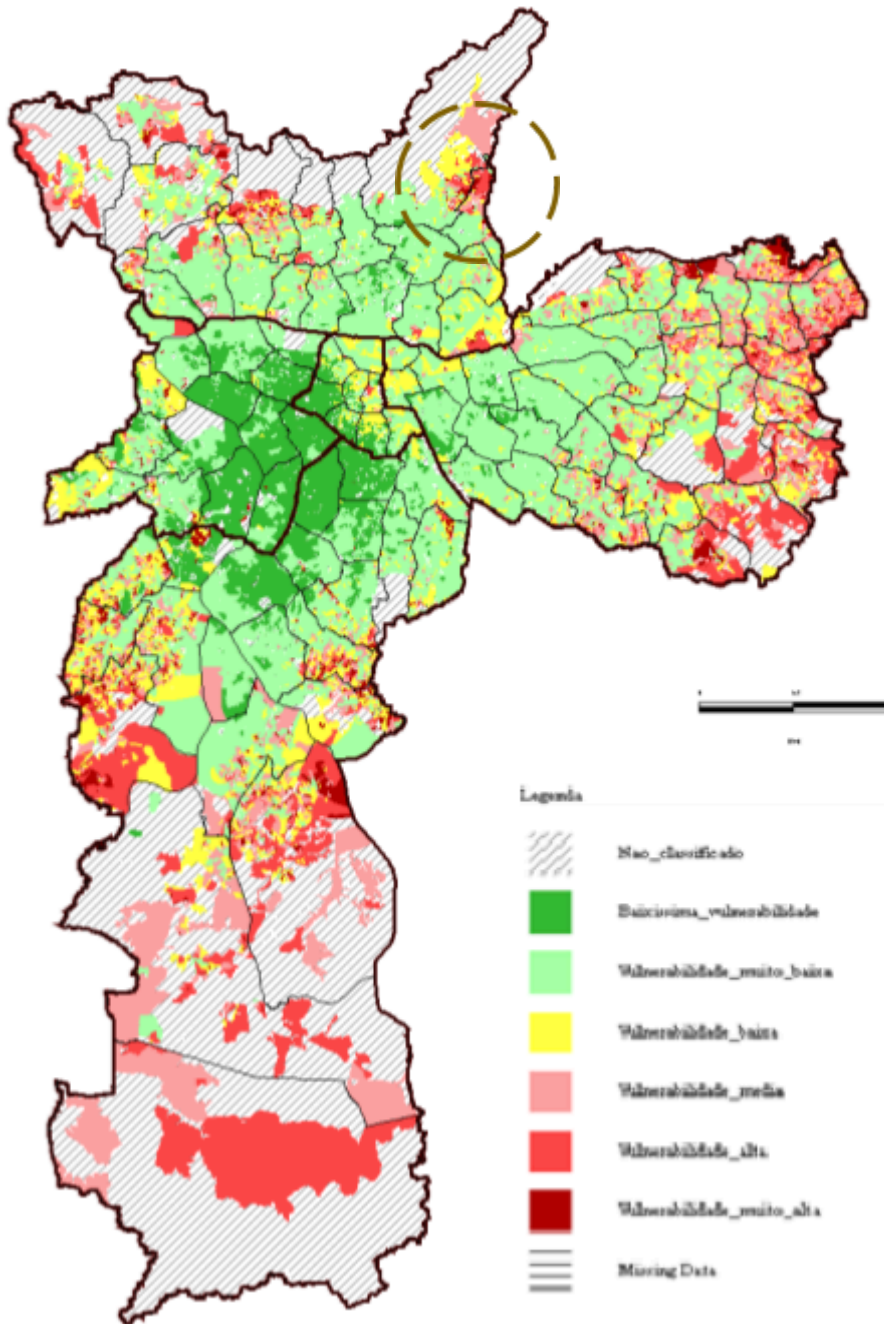 Legenda
Nao_classificado
Baixissima_vulnerabilidade
Vulnerabilidade_muito_baixa
Vulnerabilidade_baixa
Vulnerabilidade_media
Vulnerabilidade_alta
Vulnerabilidade_muito_alta
Missing Data